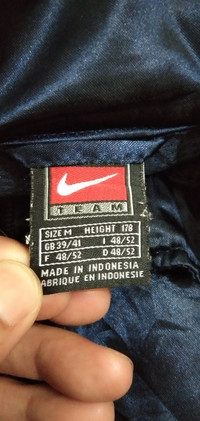 TEAM
SIZE M HEIGHT 178
GB 39/41 I 48/52
F 48/52 D 48/52
MADE IN INDONESIA
FABRIQUE EN INDONESIE